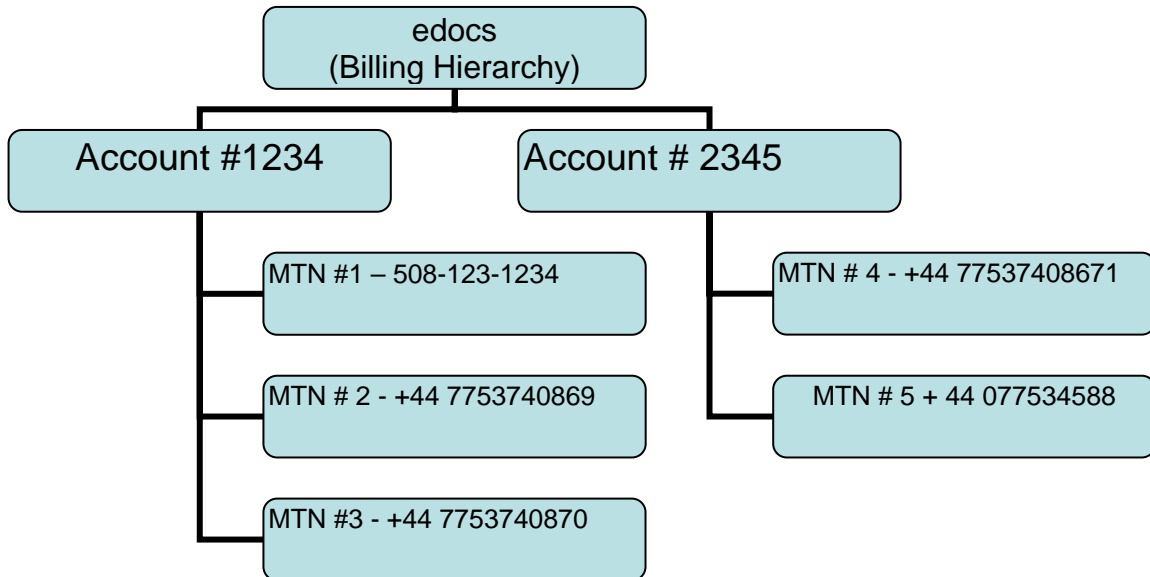 edocs
(Billing Hierarchy)
Account #1234
Account # 2345
MTN #1 – 508-123-1234
MTN # 2 - +44 7753740869
MTN #3 - +44 7753740870
MTN # 4 - +44 77537408671
MTN # 5 + 44 077534588